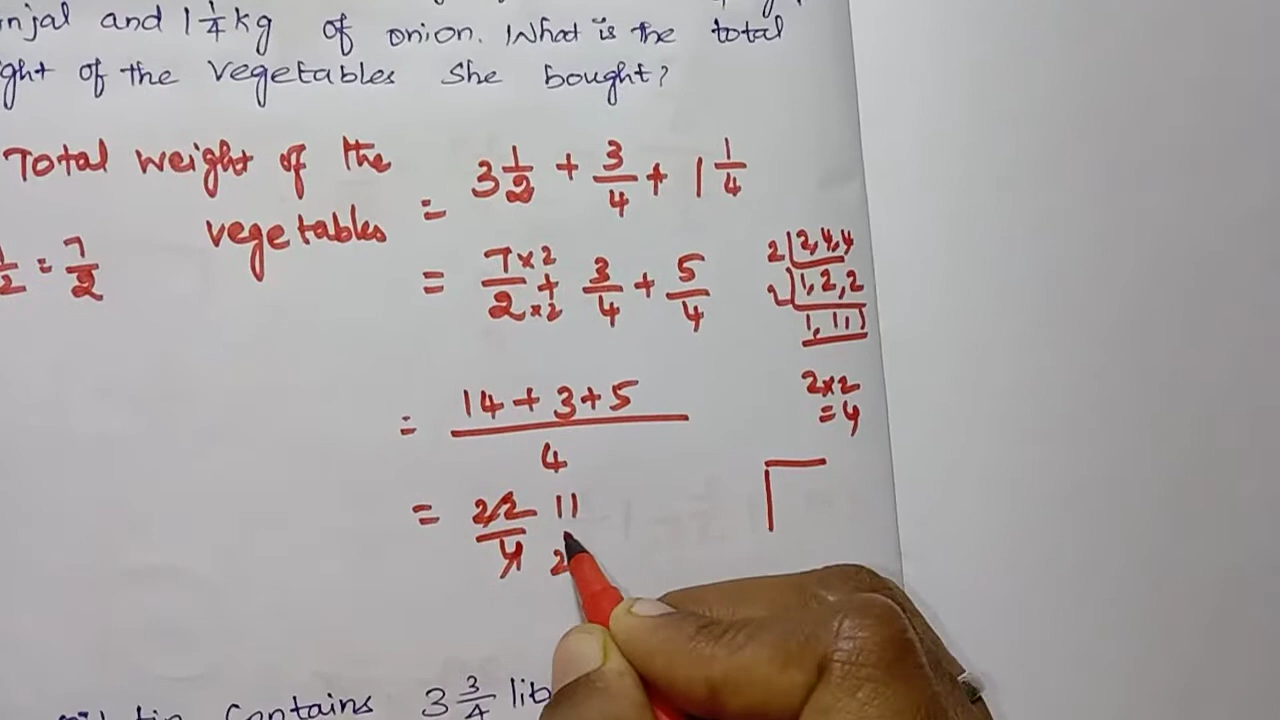 njal and 1 1/4 kg of onion. What is the total
ght of the vegetables She bought?
Total weight of the vegetables = 3 1/2 + 3/4 + 1 1/4
1/2 = 7/2
= 7×2/2×2 + 3/4 + 5/4
2 | 2,4,4
2 | 1,2,2
1,1,1
2×2
= 4
= 14 + 3 + 5 / 4
= 22/4 11
2
contains 3 3/4